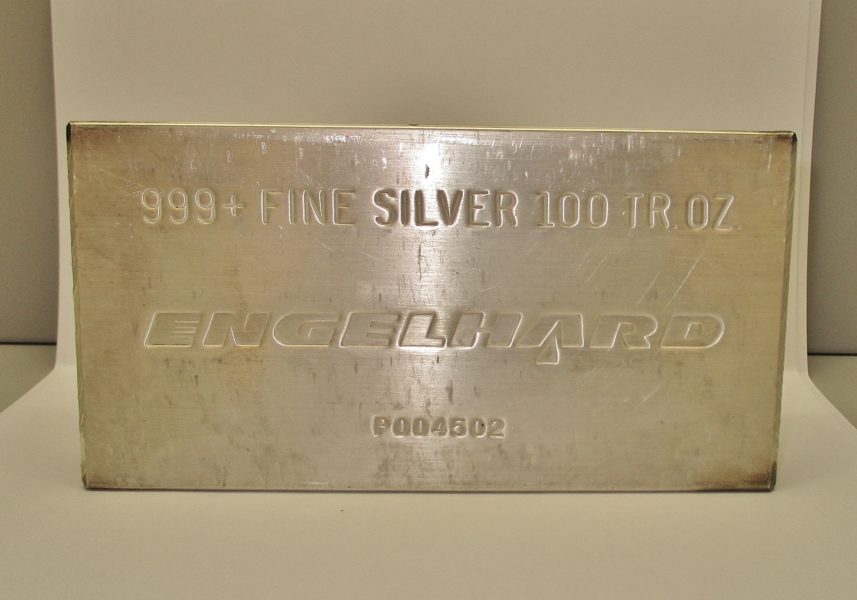 999+ FINE SILVER 100 TR. OZ.
ENGELHARD
P004502